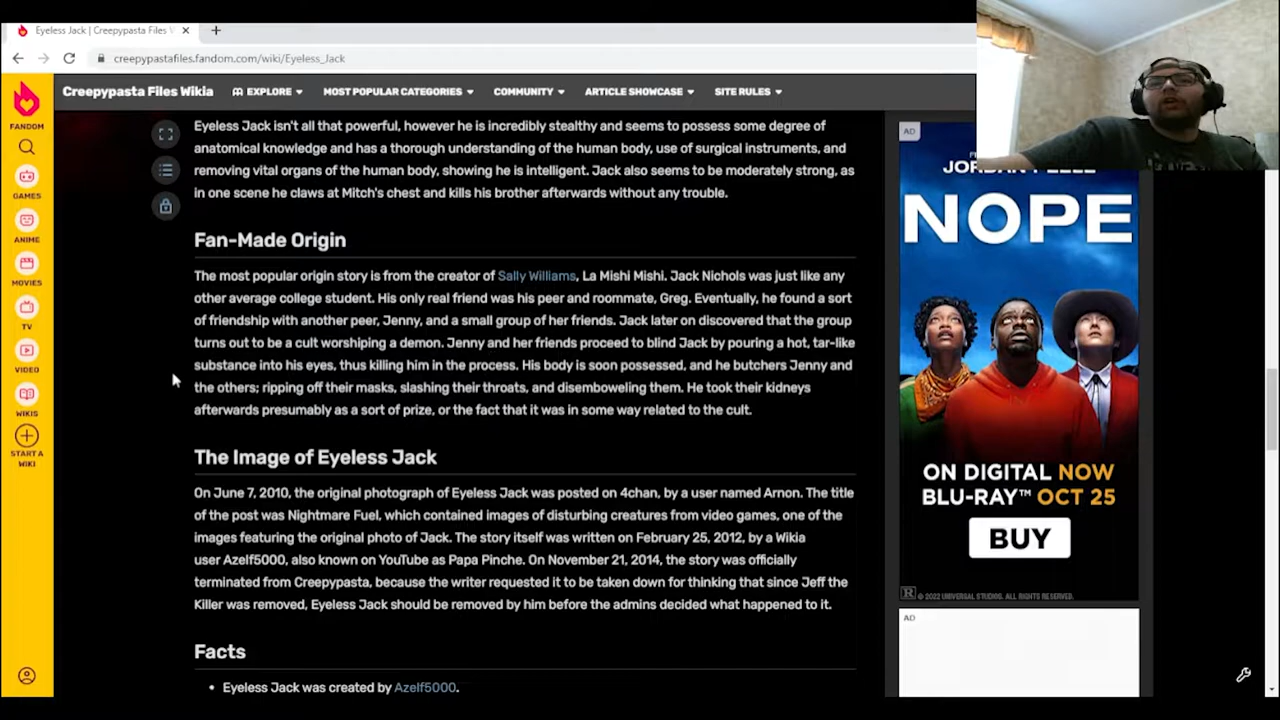 Eyeless Jack | Creepypasta Files W
creepypastafiles.fandom.com/wiki/Eyeless_Jack
Creepypasta Files Wikia
EXPLORE
MOST POPULAR CATEGORIES
COMMUNITY
ARTICLE SHOWCASE
SITE RULES
FANDOM
GAMES
ANIME
MOVIES
TV
VIDEO
WIKIS
START A
WIKI
Eyeless Jack isn't all that powerful, however he is incredibly stealthy and seems to possess some degree of
anatomical knowledge and has a thorough understanding of the human body, use of surgical instruments, and
removing vital organs of the human body, showing he is intelligent. Jack also seems to be moderately strong, as
in one scene he claws at Mitch's chest and kills his brother afterwards without any trouble.
Fan-Made Origin
The most popular origin story is from the creator of Sally Williams, La Mishi Mishi. Jack Nichols was just like any
other average college student. His only real friend was his peer and roommate, Greg. Eventually, he found a sort
of friendship with another peer, Jenny, and a small group of her friends. Jack later on discovered that the group
turns out to be a cult worshiping a demon. Jenny and her friends proceed to blind Jack by pouring a hot, tar-like
substance into his eyes, thus killing him in the process. His body is soon possessed, and he butchers Jenny and
the others; ripping off their masks, slashing their throats, and disemboweling them. He took their kidneys
afterwards presumably as a sort of prize, or the fact that it was in some way related to the cult.
The Image of Eyeless Jack
On June 7, 2010, the original photograph of Eyeless Jack was posted on 4chan, by a user named Arnon. The title
of the post was Nightmare Fuel, which contained images of disturbing creatures from video games, one of the
images featuring the original photo of Jack. The story itself was written on February 25, 2012, by a Wikia
user Azelf5000, also known on YouTube as Papa Pinche. On November 21, 2014, the story was officially
terminated from Creepypasta, because the writer requested it to be taken down for thinking that since Jeff the
Killer was removed, Eyeless Jack should be removed by him before the admins decided what happened to it.
Facts
• Eyeless Jack was created by Azelf5000.
AD
NOPE
ON DIGITAL NOW
BLU-RAY™ OCT 25
BUY
R © 2022 UNIVERSAL STUDIOS. ALL RIGHTS RESERVED.
AD